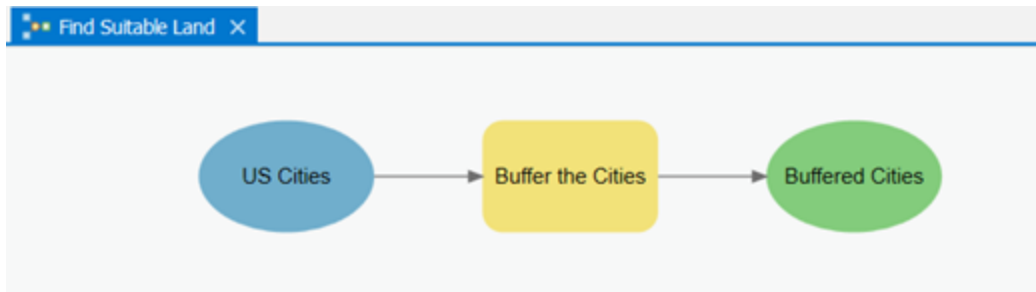 Find Suitable Land
US Cities
Buffer the Cities
Buffered Cities